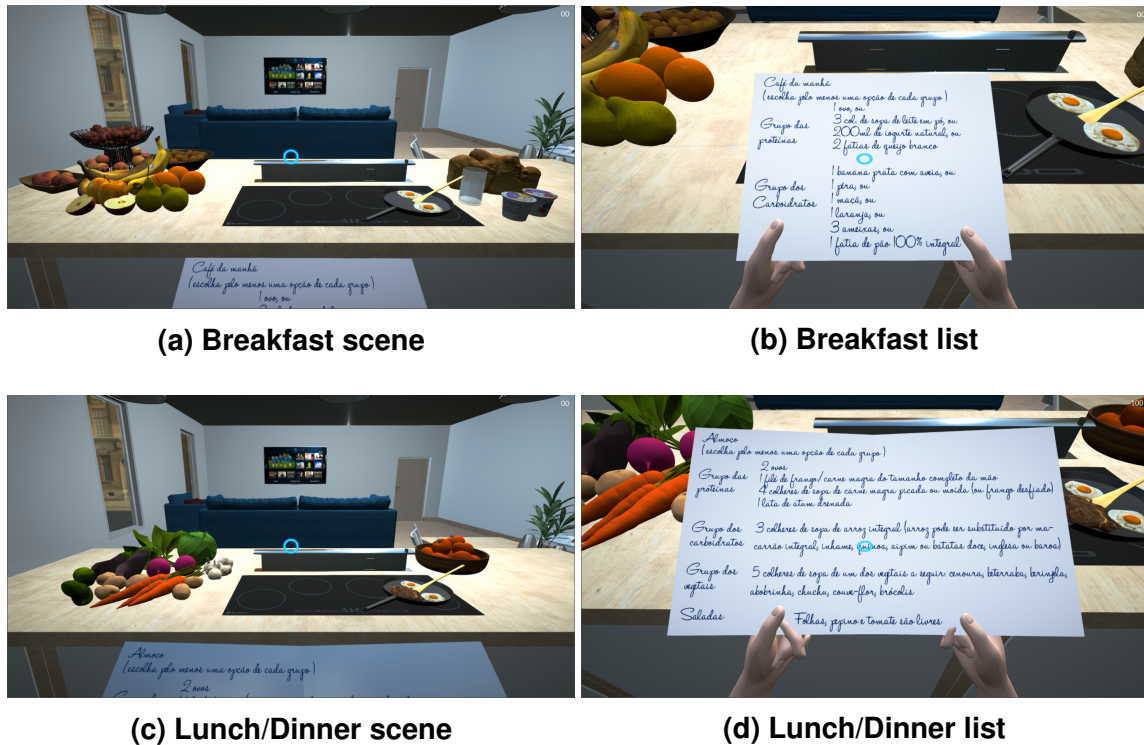 00
Café da manhã
(escolha pelo menos uma opção de cada grupo)
1 ovo, ou
(a) Breakfast scene
Café da manhã
(escolha pelo menos uma opção de cada grupo)
1 ovo, ou
Grupo das proteínas
3 col. de sopa de leite em pó, ou
200ml de iogurte natural, ou
2 fatias de queijo branco
Grupo dos Carboidratos
1 banana prata com aveia, ou
1 pêra, ou
1 maçã, ou
1 laranja, ou
3 ameixas, ou
1 fatia de pão 100% integral
(b) Breakfast list
00
Almoço
(escolha pelo menos uma opção de cada grupo)
2 ovos
(c) Lunch/Dinner scene
100
Almoço
(escolha pelo menos uma opção de cada grupo)
Grupo das proteínas
2 ovos
1 filé de frango/carne magra do tamanho completo da mão
4 colheres de sopa de carne magra picada ou moída (ou frango desfiado)
1 lata de atum drenada
Grupo dos carboidratos
3 colheres de sopa de arroz integral (arroz pode ser substituído por ma-
carrão integral, inhame, quinoa, aipim ou batatas doce, inglesa ou baroa)
Grupo dos vegetais
5 colheres de sopa de um dos vegetais a seguir: cenoura, beterraba, beringela,
abobrinha, chuchu, couve-flor, brócolis
Saladas
Folhas, pepino e tomate são livres
(d) Lunch/Dinner list